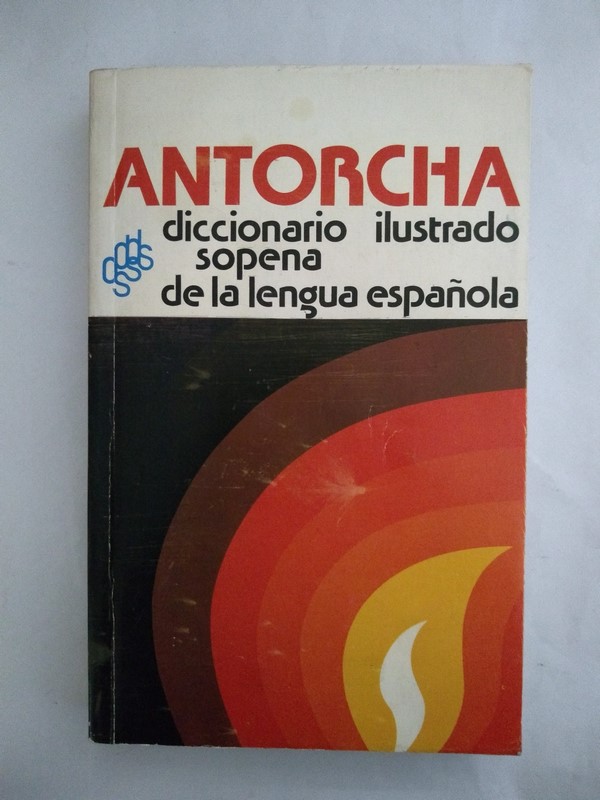 ANTORCHA
diccionario ilustrado
sopena
de la lengua española